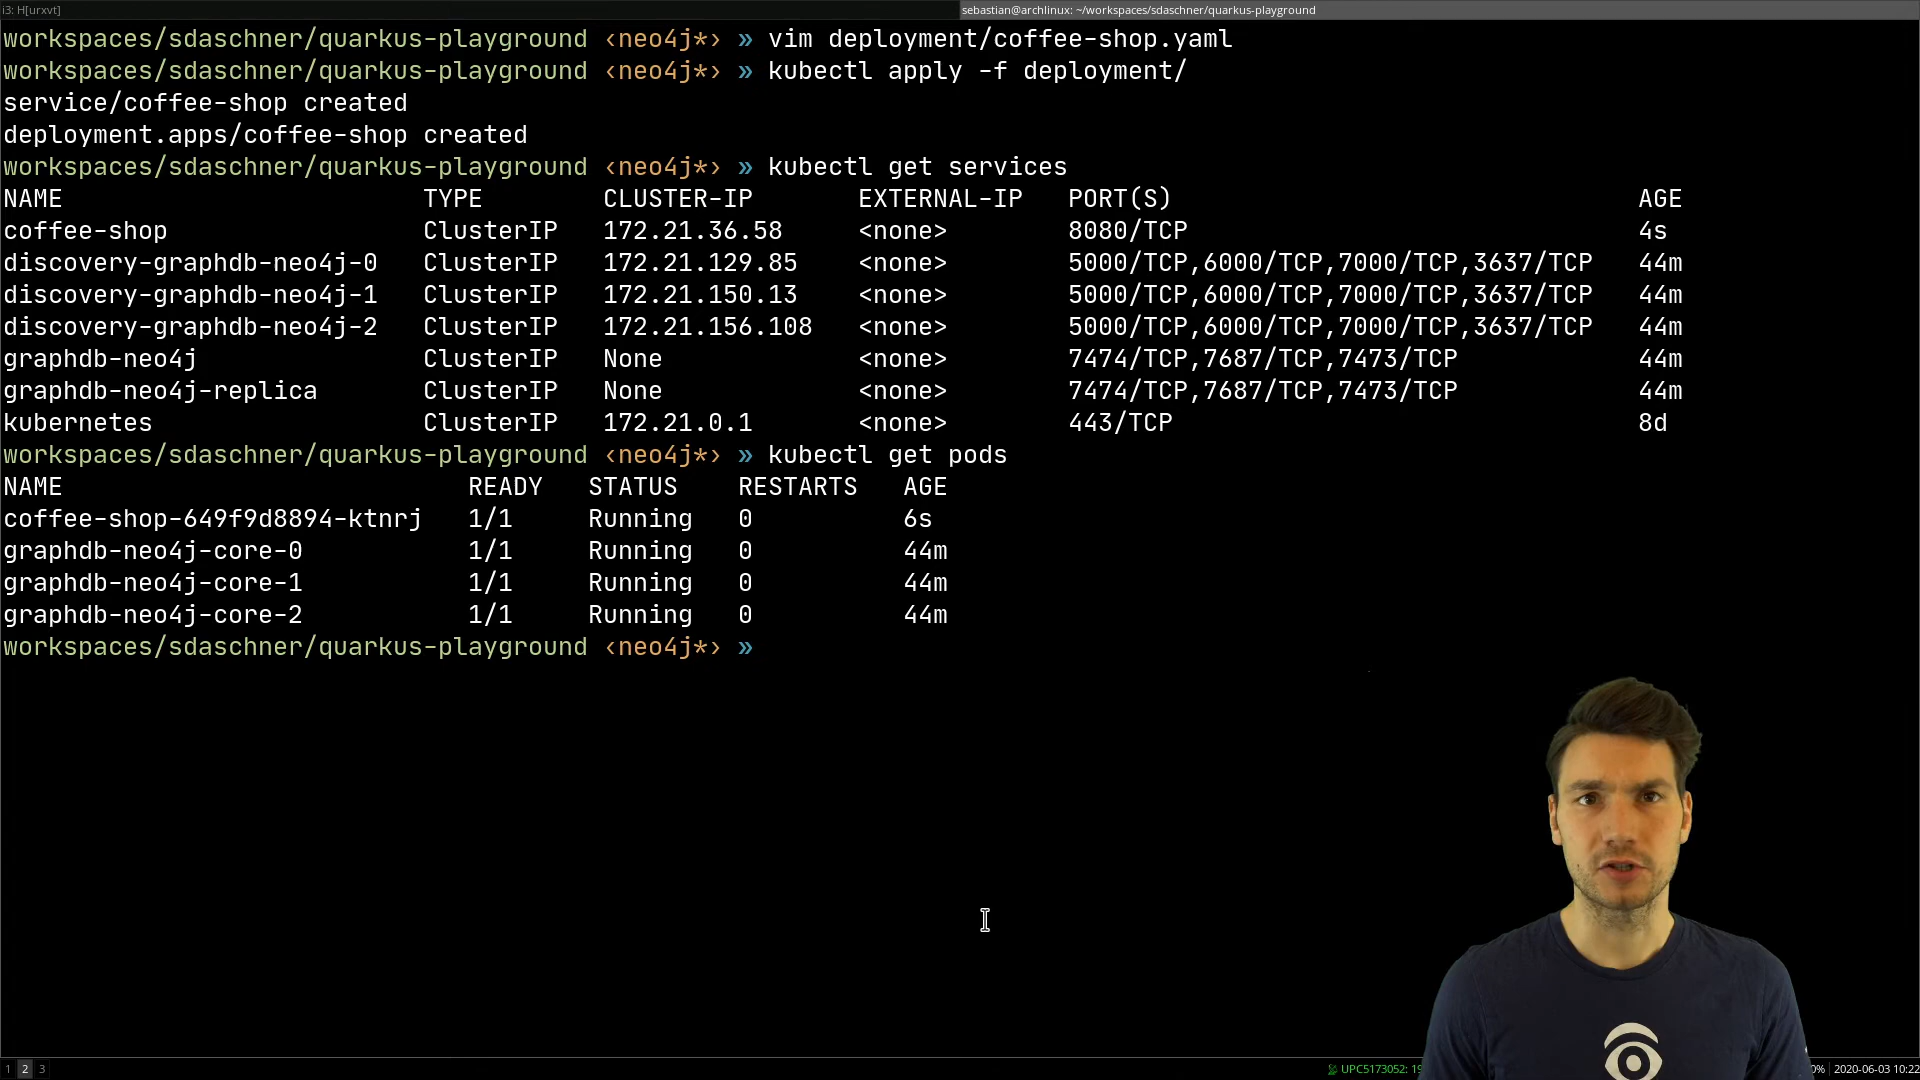 i3: H[urxvt]
sebastian@archlinux: ~/workspaces/sdaschner/quarkus-playground
workspaces/sdaschner/quarkus-playground ‹neo4j*› » vim deployment/coffee-shop.yaml
workspaces/sdaschner/quarkus-playground ‹neo4j*› » kubectl apply -f deployment/
service/coffee-shop created
deployment.apps/coffee-shop created
workspaces/sdaschner/quarkus-playground ‹neo4j*› » kubectl get services
NAME TYPE CLUSTER-IP EXTERNAL-IP PORT(S) AGE
coffee-shop ClusterIP 172.21.36.58 <none> 8080/TCP 4s
discovery-graphdb-neo4j-0 ClusterIP 172.21.129.85 <none> 5000/TCP,6000/TCP,7000/TCP,3637/TCP 44m
discovery-graphdb-neo4j-1 ClusterIP 172.21.150.13 <none> 5000/TCP,6000/TCP,7000/TCP,3637/TCP 44m
discovery-graphdb-neo4j-2 ClusterIP 172.21.156.108 <none> 5000/TCP,6000/TCP,7000/TCP,3637/TCP 44m
graphdb-neo4j ClusterIP None <none> 7474/TCP,7687/TCP,7473/TCP 44m
graphdb-neo4j-replica ClusterIP None <none> 7474/TCP,7687/TCP,7473/TCP 44m
kubernetes ClusterIP 172.21.0.1 <none> 443/TCP 8d
workspaces/sdaschner/quarkus-playground ‹neo4j*› » kubectl get pods
NAME READY STATUS RESTARTS AGE
coffee-shop-649f9d8894-ktnrj 1/1 Running 0 6s
graphdb-neo4j-core-0 1/1 Running 0 44m
graphdb-neo4j-core-1 1/1 Running 0 44m
graphdb-neo4j-core-2 1/1 Running 0 44m
workspaces/sdaschner/quarkus-playground ‹neo4j*› »
1 2 3 UPC5173052: 0% 2020-06-03 10:22